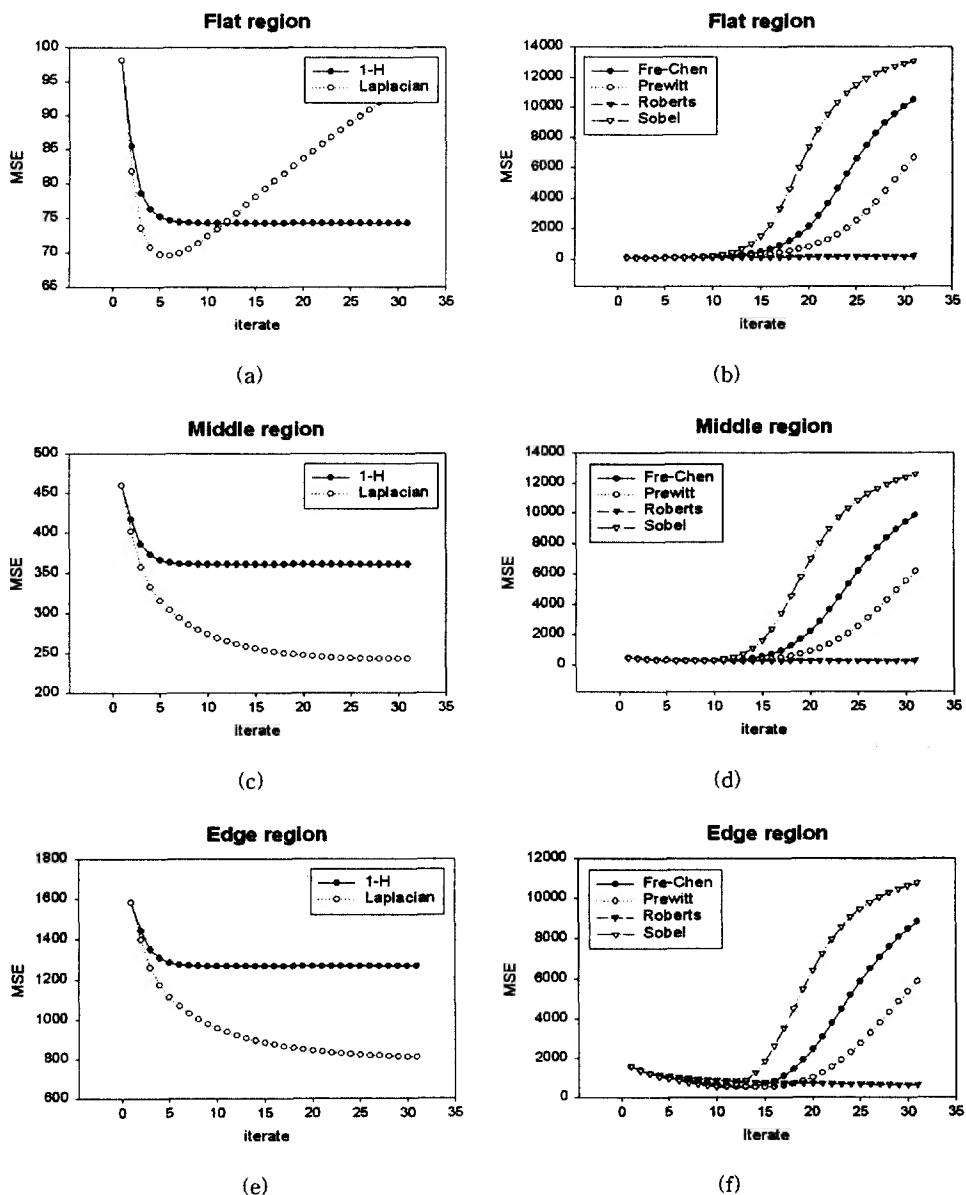 Flat region
100
95
90
85
80
75
70
65
MSE
1-H
Laplacian
0 5 10 15 20 25 30 35
iterate
(a)
Flat region
14000
12000
10000
8000
6000
4000
2000
0
MSE
Fre-Chen
Prewitt
Roberts
Sobel
0 5 10 15 20 25 30 35
iterate
(b)
Middle region
500
450
400
350
300
250
200
MSE
1-H
Laplacian
0 5 10 15 20 25 30 35
iterate
(c)
Middle region
14000
12000
10000
8000
6000
4000
2000
0
MSE
Fre-Chen
Prewitt
Roberts
Sobel
0 5 10 15 20 25 30 35
iterate
(d)
Edge region
1800
1600
1400
1200
1000
800
600
MSE
1-H
Laplacian
0 5 10 15 20 25 30 35
iterate
(e)
Edge region
12000
10000
8000
6000
4000
2000
0
MSE
Fre-Chen
Prewitt
Roberts
Sobel
0 5 10 15 20 25 30 35
Iterate
(f)